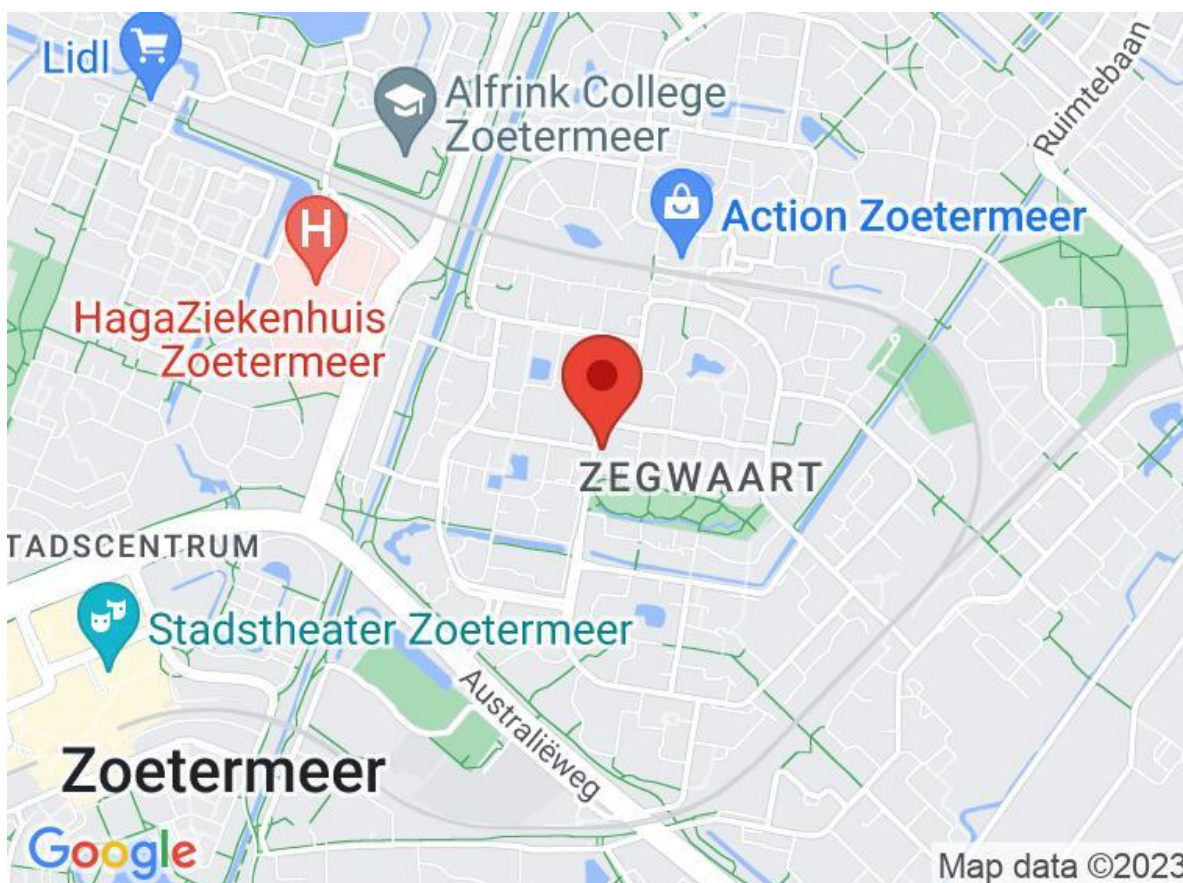 Lidl
Alfrink College
Zoetermeer
Ruimtebaan
Action Zoetermeer
H
HagaZiekenhuis
Zoetermeer
ZEGWAART
TADSCENTRUM
Stadstheater Zoetermeer
Australiëweg
Zoetermeer
Google
Map data ©2023